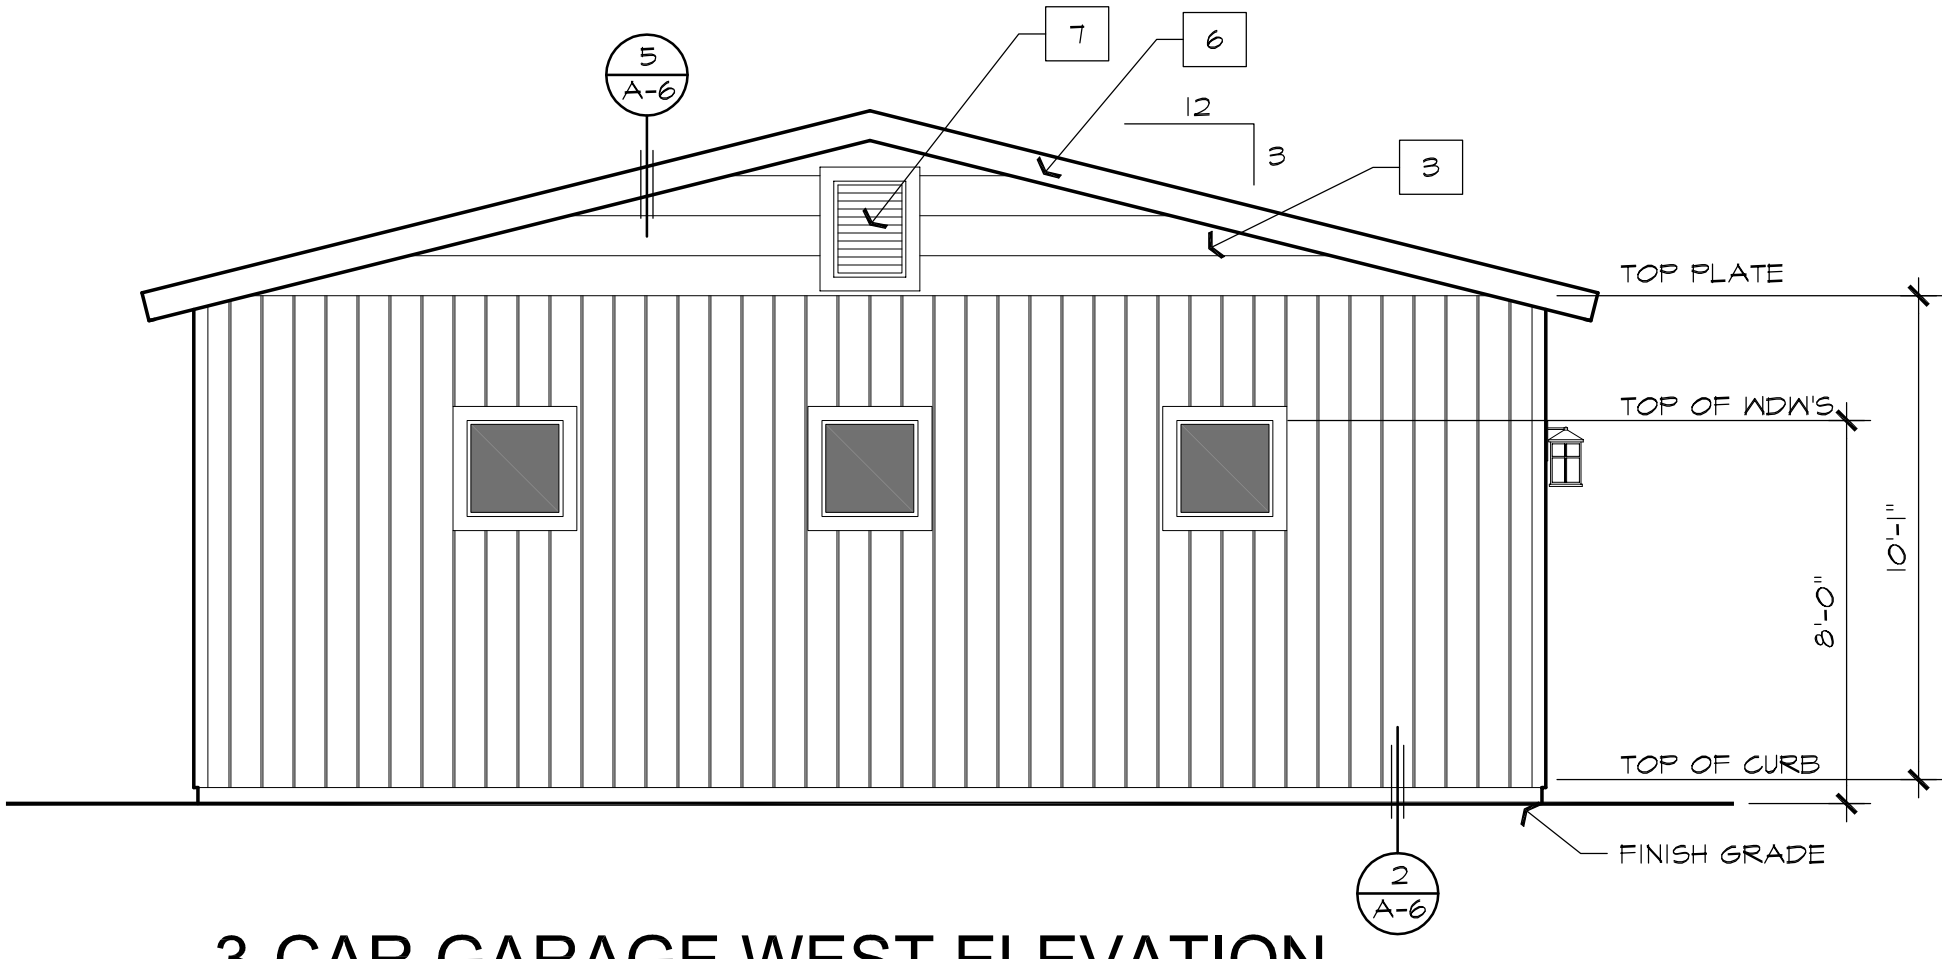 7
6
5
A-6
12
3
3
TOP PLATE
TOP OF WDW'S
10'-1"
8'-0"
TOP OF CURB
FINISH GRADE
2
A-6
3 CAR GARAGE WEST ELEVATION